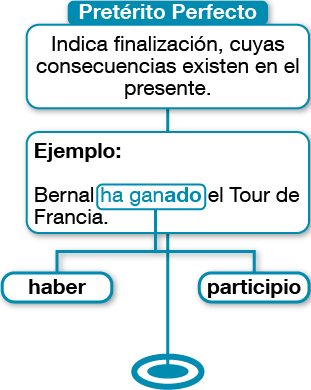 Pretérito Perfecto
Indica finalización, cuyas
consecuencias existen en el
presente.
Ejemplo:
Bernal ha ganado el Tour de
Francia.
haber
participio